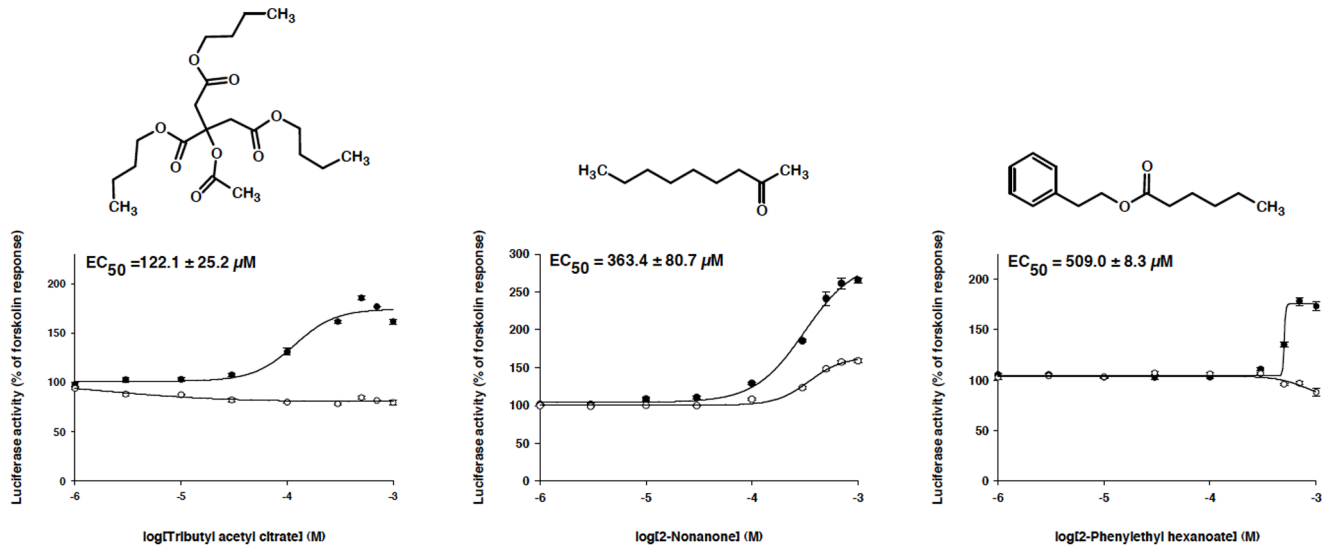 CH₃
O
O
O
O
O
CH₃
O
O
O
CH₃
CH₃
H₃C
CH₃
O
O
O
CH₃
Luciferase activity (% of forskolin response)
EC₅₀ =122.1 ± 25.2 µM
200
150
100
50
0
-6 -5 -4 -3
log[Tributyl acetyl citrate] (M)
Luciferase activity (% of forskolin response)
EC₅₀ = 363.4 ± 80.7 µM
300
250
200
150
100
50
0
-6 -5 -4 -3
log[2-Nonanone] (M)
Luciferase activity (% of forskolin response)
EC₅₀ = 509.0 ± 8.3 µM
200
150
100
50
0
-6 -5 -4 -3
log[2-Phenylethyl hexanoate] (M)